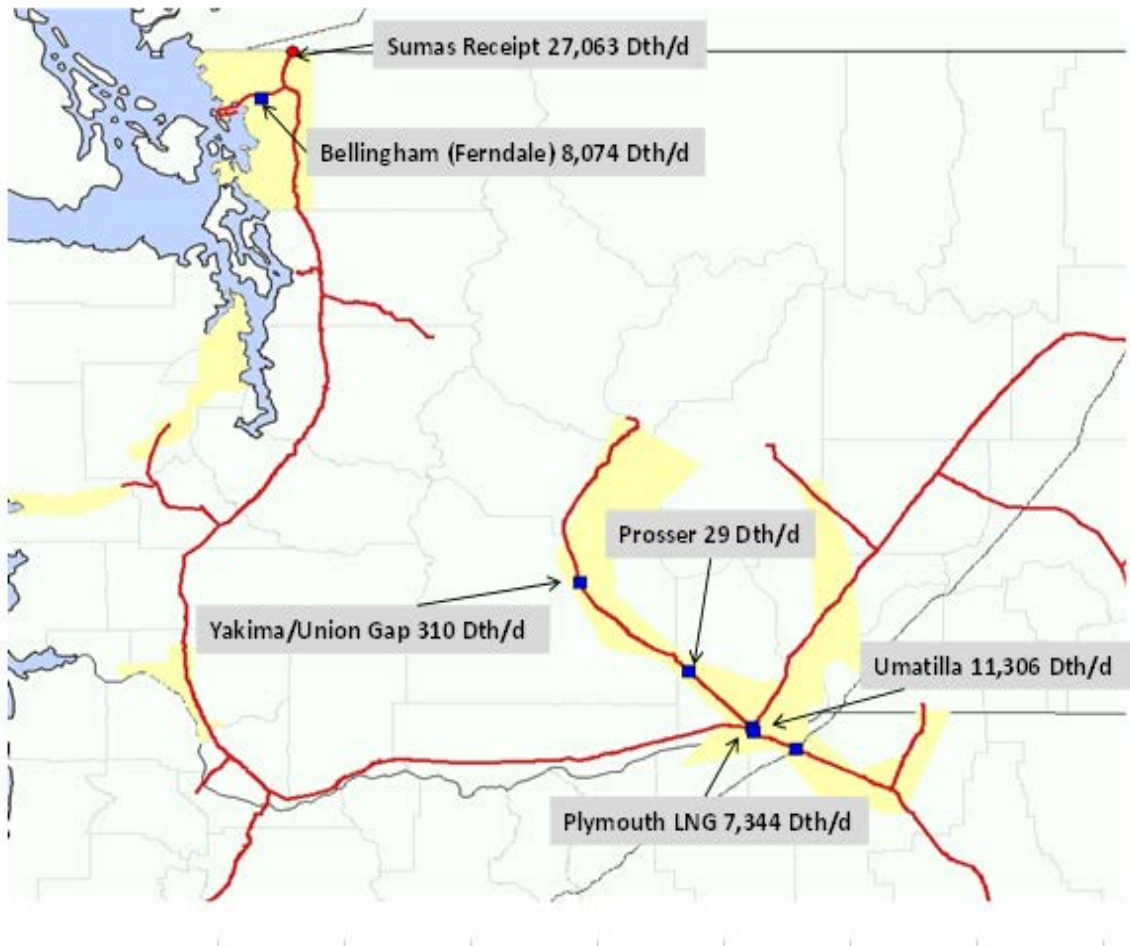 Sumas Receipt 27,063 Dth/d
Bellingham (Ferndale) 8,074 Dth/d
Prosser 29 Dth/d
Yakima/Union Gap 310 Dth/d
Umatilla 11,306 Dth/d
Plymouth LNG 7,344 Dth/d